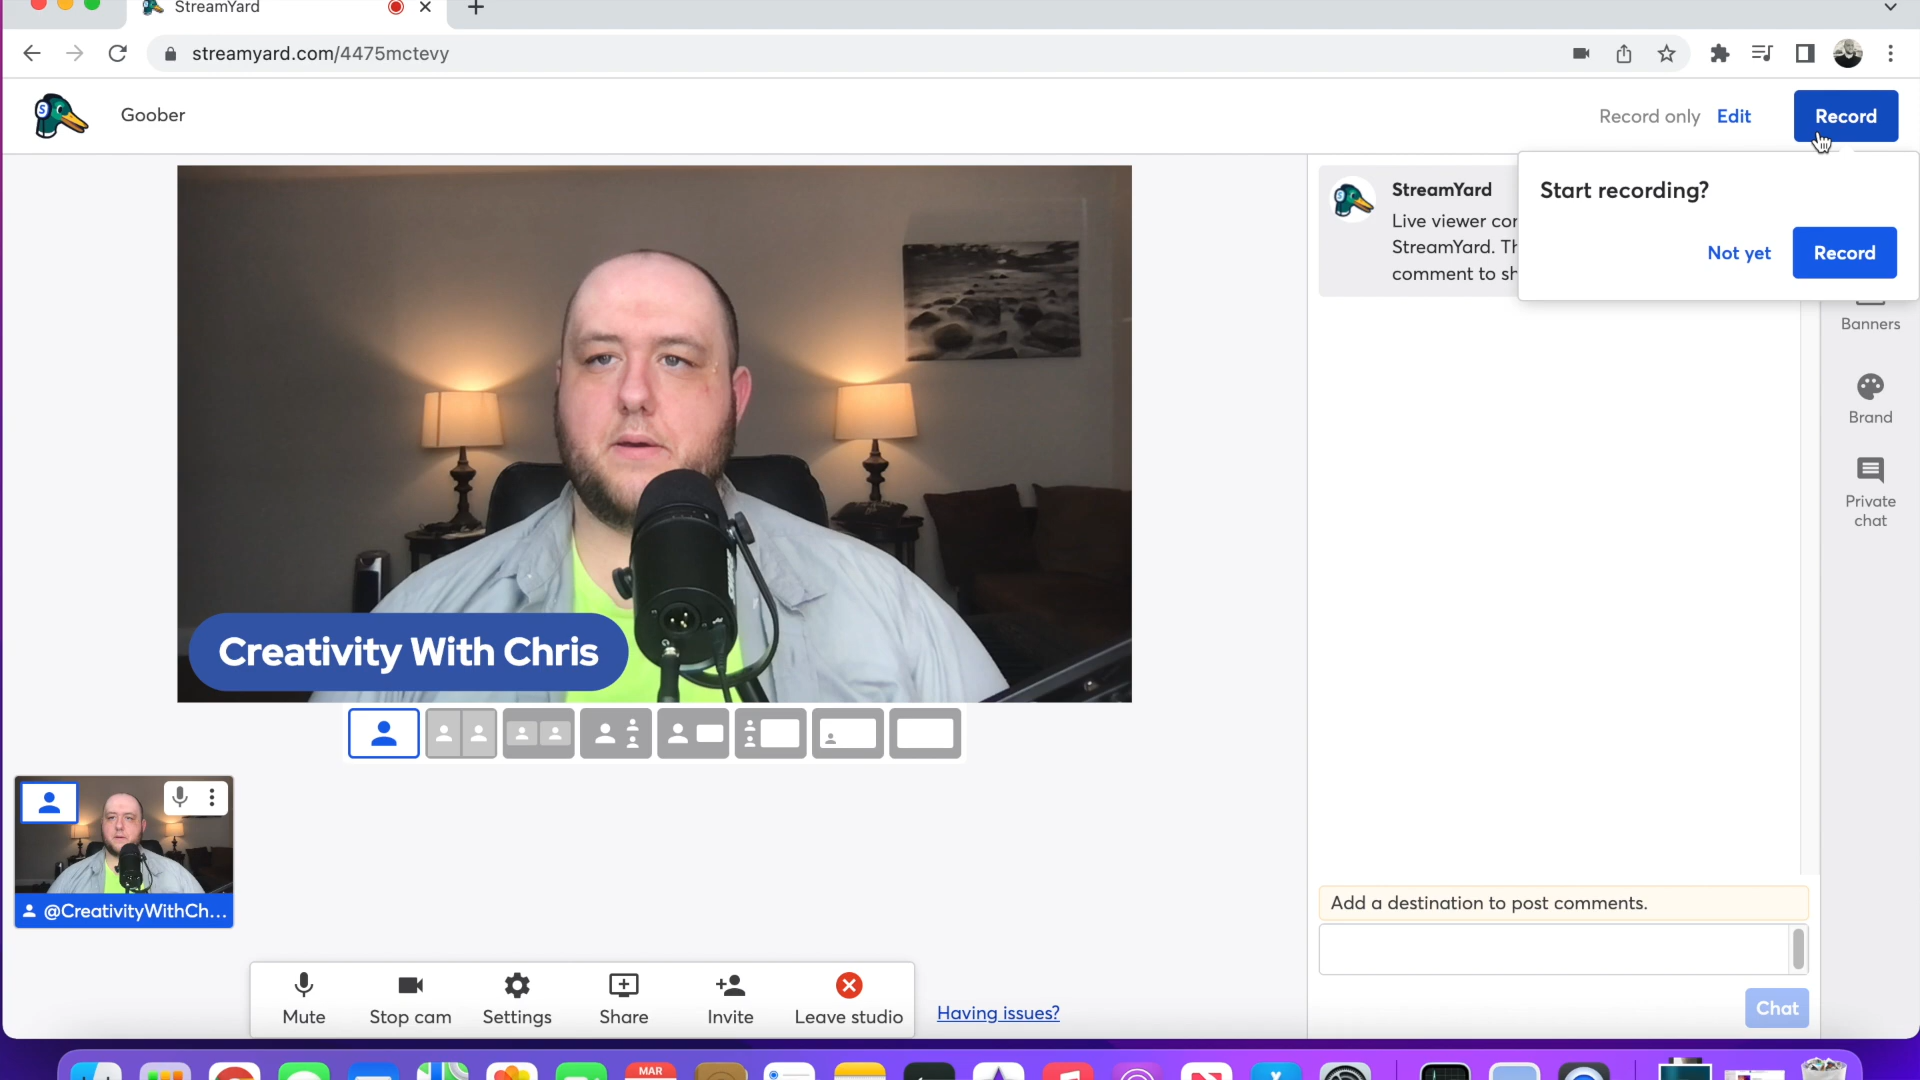 StreamYard
streamyard.com/4475mctevy
Goober
Record only
Edit
Record
Start recording?
Not yet
Record
StreamYard
Live viewer cor
StreamYard. Th
comment to sh
Banners
Brand
Private
chat
Creativity With Chris
@CreativityWithCh...
Add a destination to post comments.
Chat
Mute
Stop cam
Settings
Share
Invite
Leave studio
Having issues?
MAR